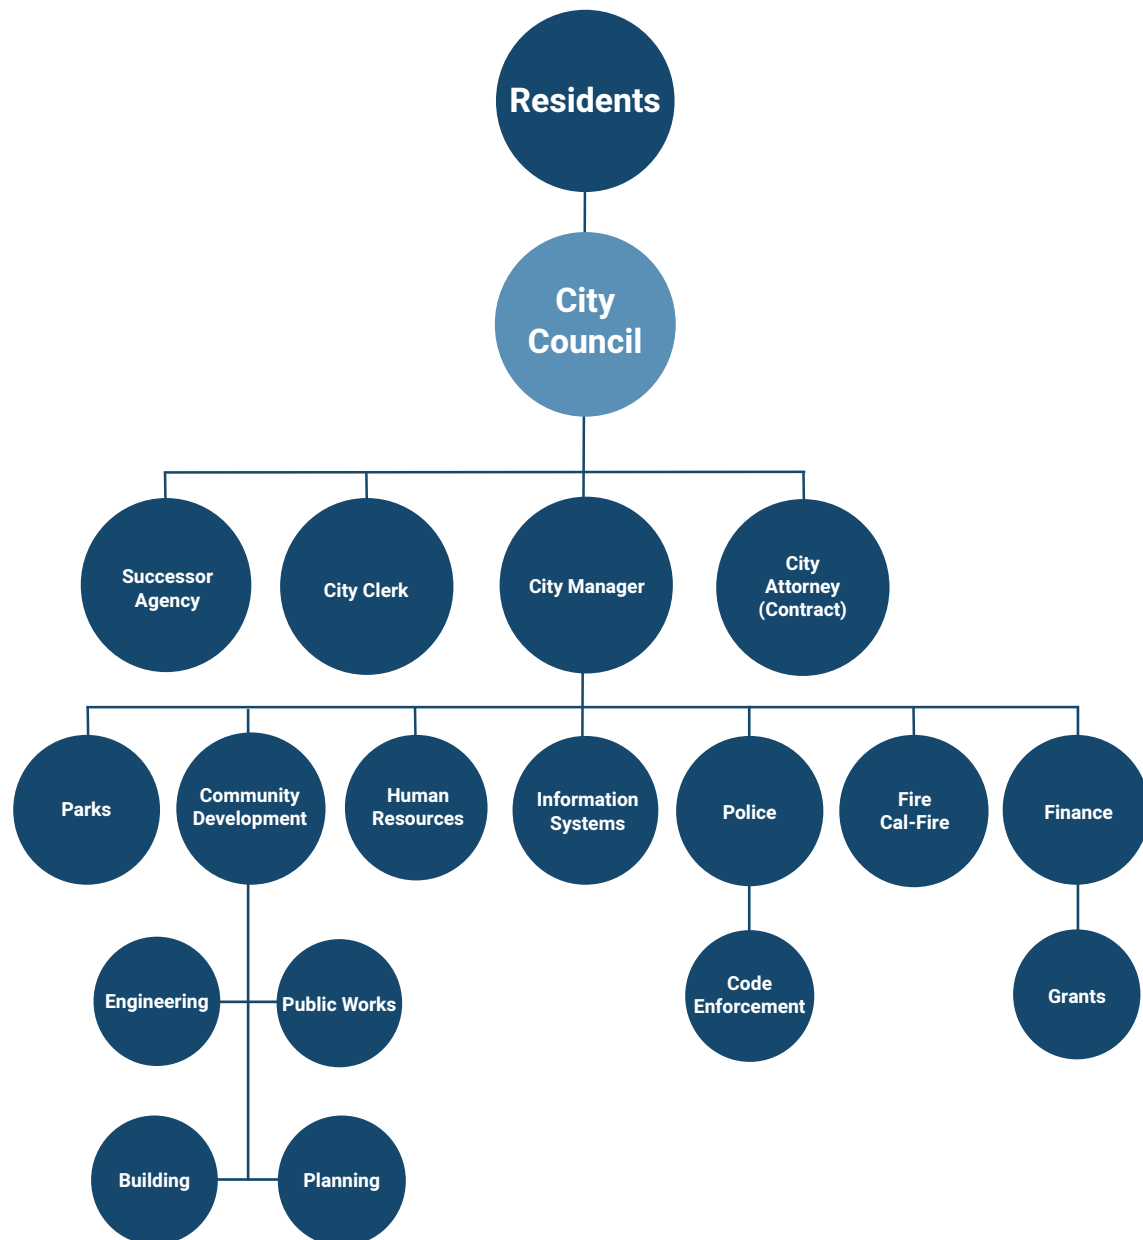 Residents
City
Council
Successor
Agency
City Clerk
City Manager
City
Attorney
(Contract)
Parks
Community
Development
Human
Resources
Information
Systems
Police
Fire
Cal-Fire
Finance
Engineering
Public Works
Code
Enforcement
Grants
Building
Planning